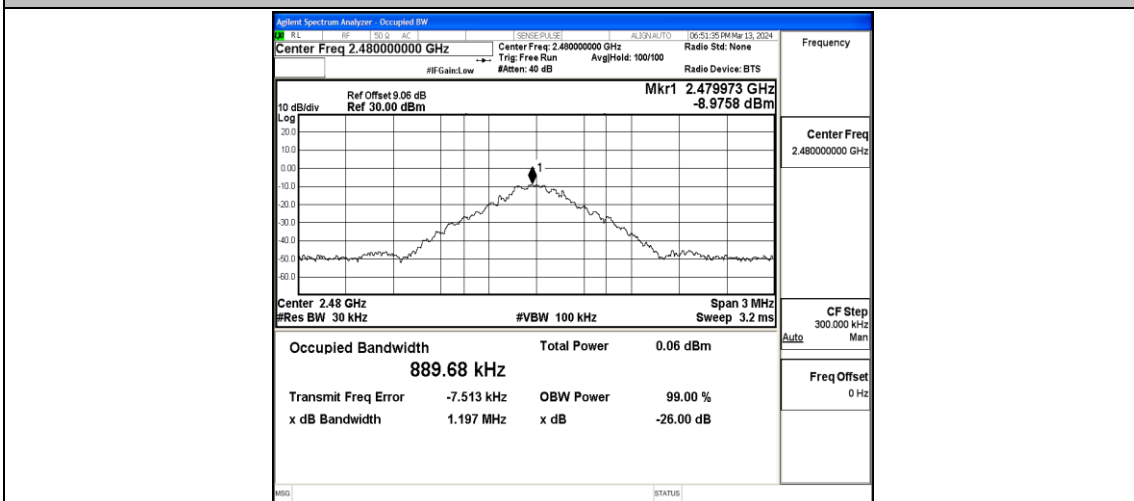 Agilent Spectrum Analyzer - Occupied BW
RL RF 50 Ω AC SENSE:PULSE ALIGN AUTO 06:51:35 PM Mar 13, 2024
Center Freq 2.480000000 GHz
Center Freq: 2.480000000 GHz Radio Std: None
Trig: Free Run Avg|Hold: 100/100
#IFGain:Low #Atten: 40 dB Radio Device: BTS
Frequency
Mkr1 2.479973 GHz
-8.9758 dBm
Ref Offset 9.06 dB
10 dB/div Ref 30.00 dBm
Log
20.0
10.0
0.00
-10.0
-20.0
-30.0
-40.0
-50.0
-60.0
1
Center 2.48 GHz Span 3 MHz
#Res BW 30 kHz #VBW 100 kHz Sweep 3.2 ms
Occupied Bandwidth Total Power 0.06 dBm
889.68 kHz
Transmit Freq Error -7.513 kHz OBW Power 99.00 %
x dB Bandwidth 1.197 MHz x dB -26.00 dB
Center Freq
2.480000000 GHz
CF Step
300.000 kHz
Auto Man
Freq Offset
0 Hz
MSG STATUS